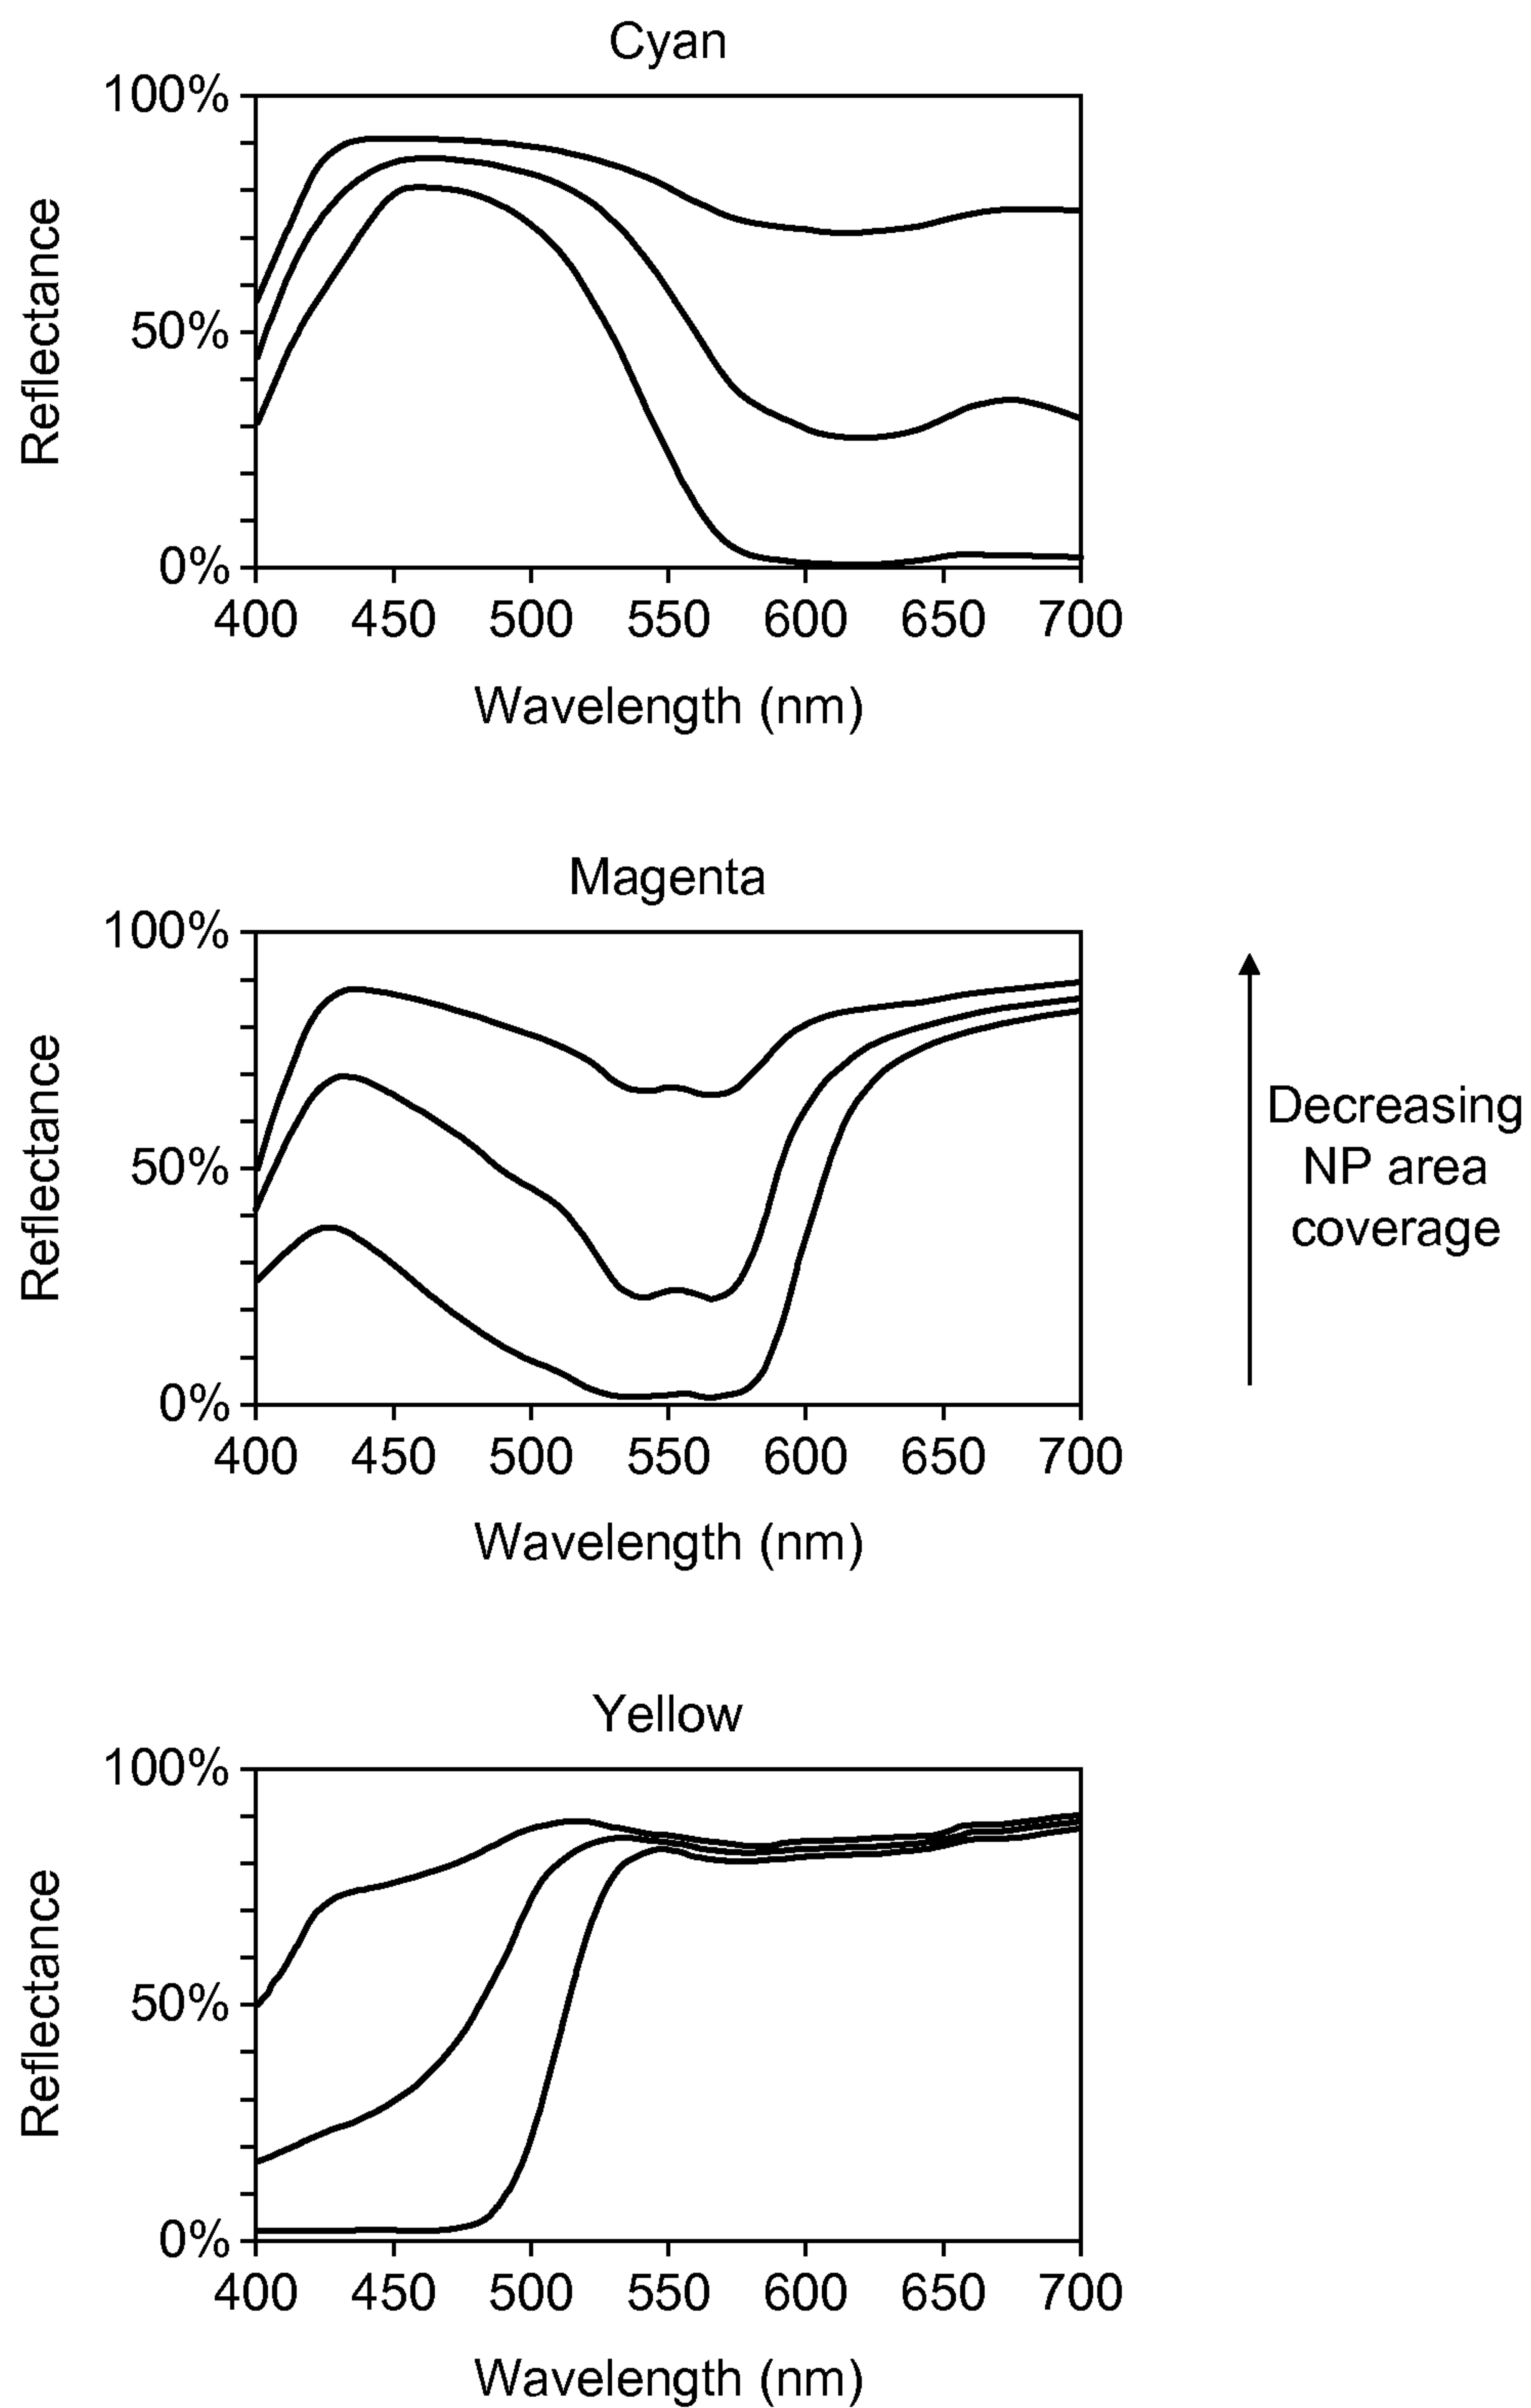 Cyan
100%
50%
0%
Reflectance
400 450 500 550 600 650 700
Wavelength (nm)
Magenta
100%
50%
0%
Reflectance
400 450 500 550 600 650 700
Wavelength (nm)
Decreasing
NP area
coverage
Yellow
100%
50%
0%
Reflectance
400 450 500 550 600 650 700
Wavelength (nm)